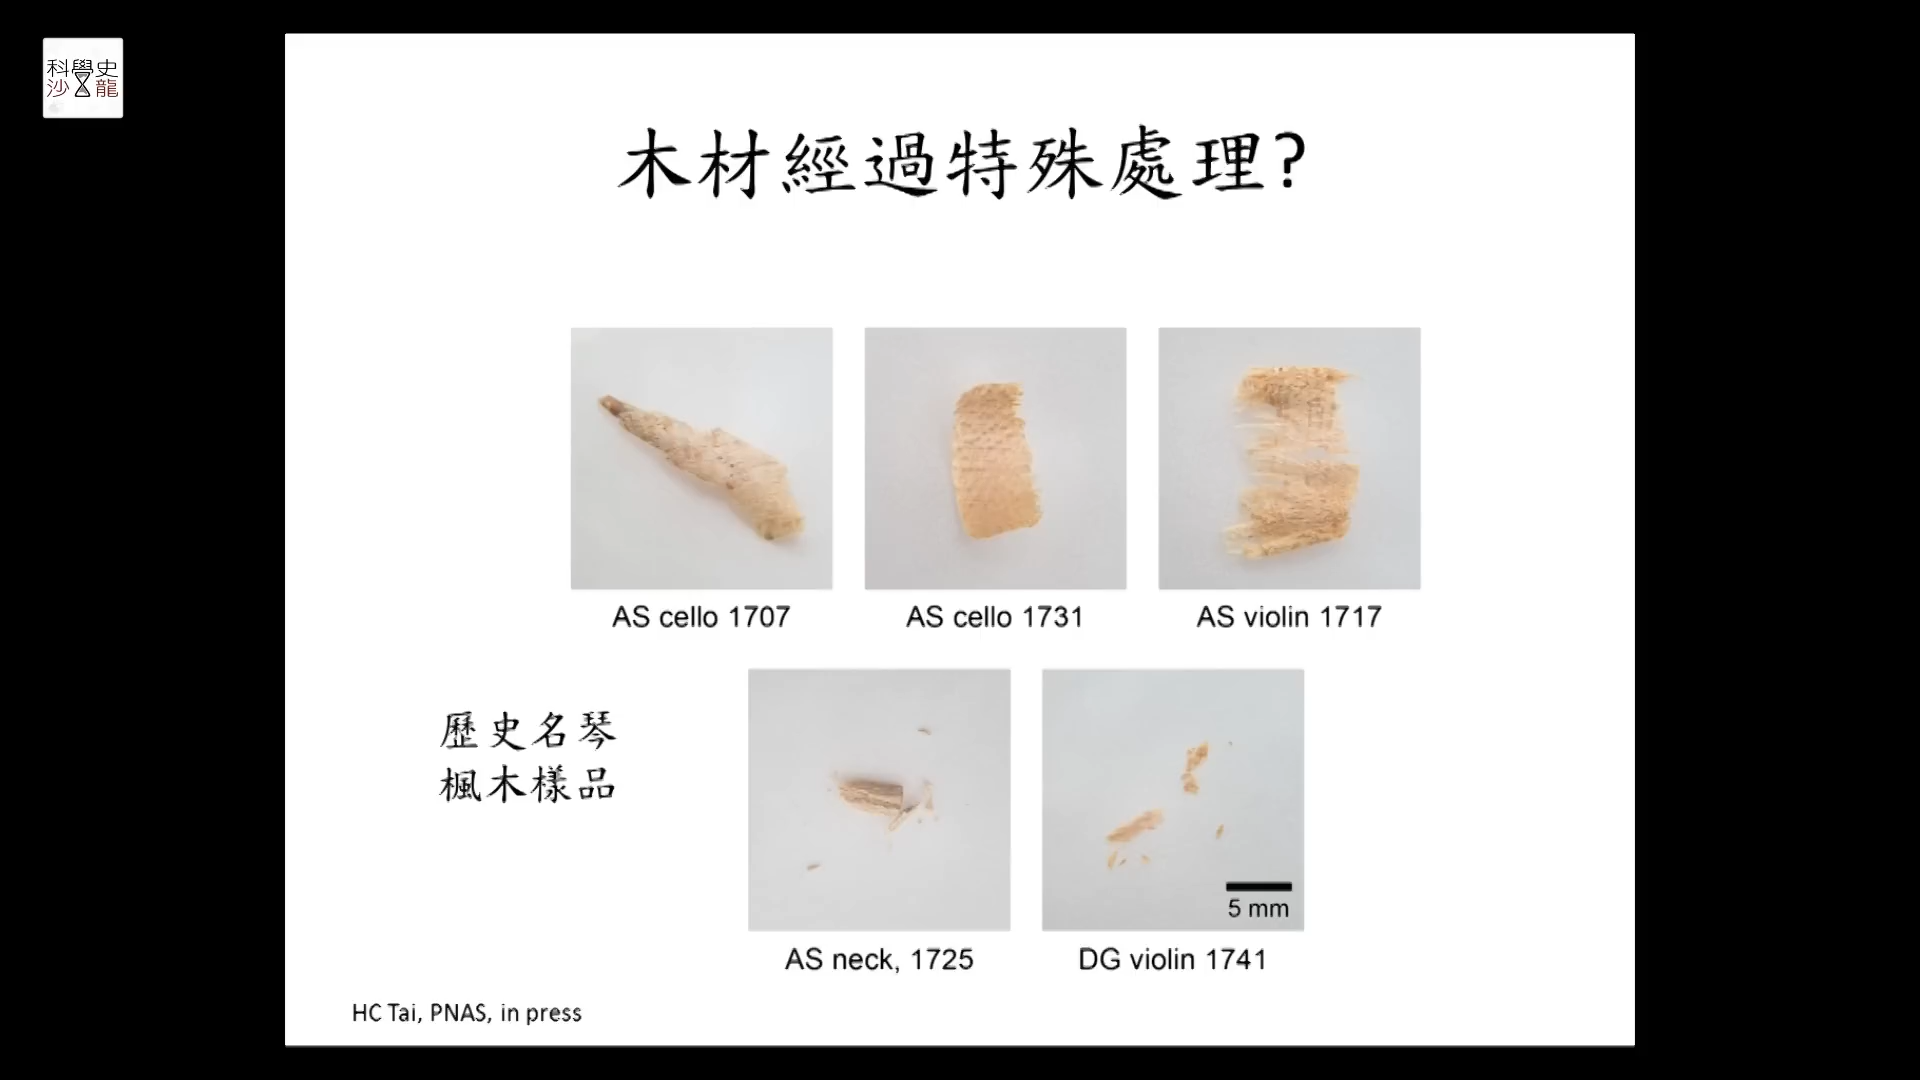 科學史
沙龍
木材經過特殊處理?
AS cello 1707
AS cello 1731
AS violin 1717
歷史名琴
楓木樣品
5 mm
AS neck, 1725
DG violin 1741
HC Tai, PNAS, in press